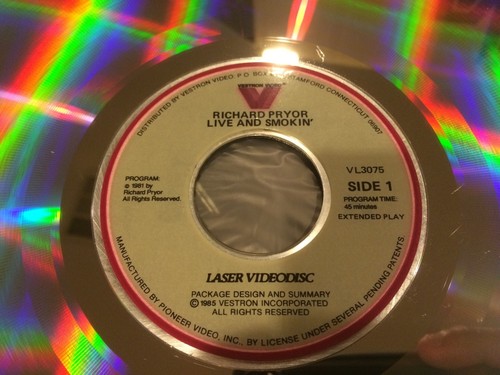 DISTRIBUTED BY VESTRON VIDEO P.O. BOX STAMFORD CONNECTICUT 06907
VESTRON VIDEO
RICHARD PRYOR
LIVE AND SMOKIN'
VL3075
SIDE 1
PROGRAM TIME:
45 minutes
EXTENDED PLAY
PROGRAM:
© 1981 by
Richard Pryor
All Rights Reserved.
LASER VIDEODISC
PACKAGE DESIGN AND SUMMARY
© 1985 VESTRON INCORPORATED
ALL RIGHTS RESERVED
MANUFACTURED BY PIONEER VIDEO, INC., BY LICENSE UNDER SEVERAL PENDING PATENTS